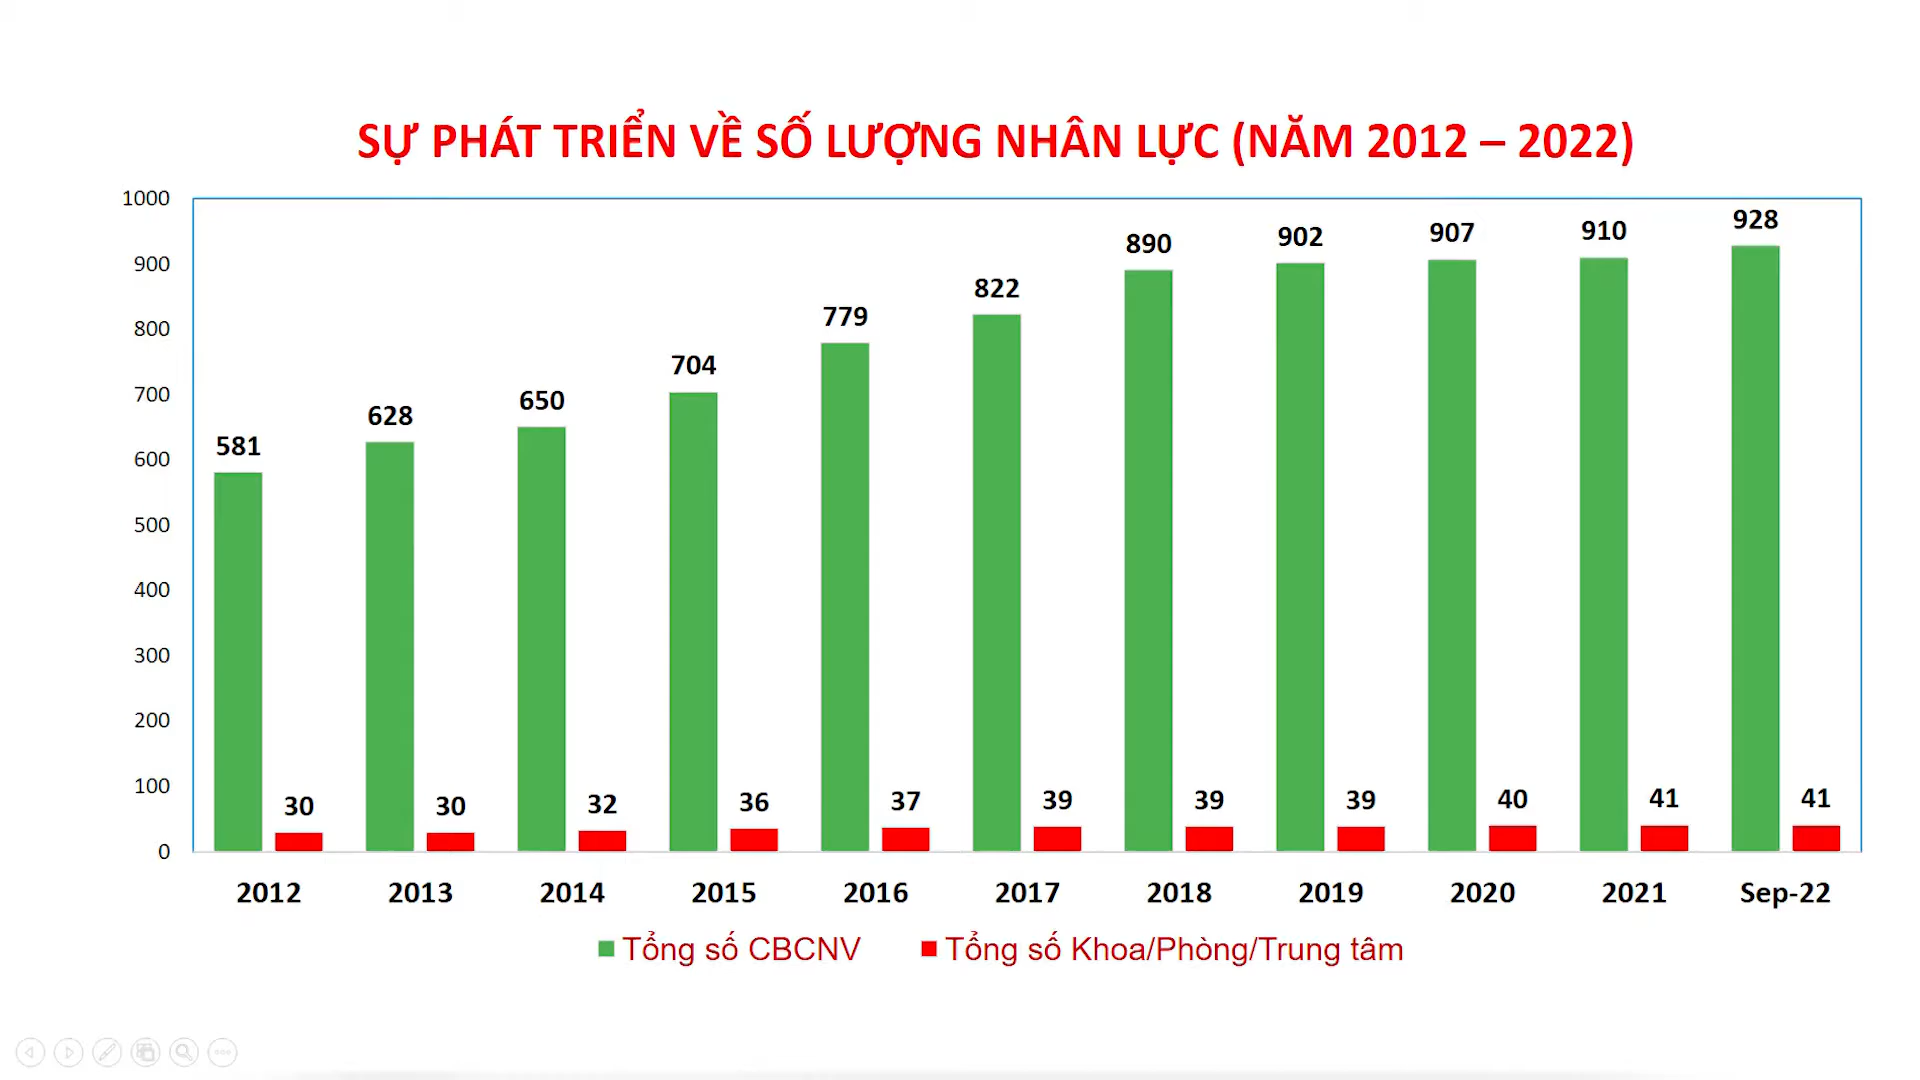 SỰ PHÁT TRIỂN VỀ SỐ LƯỢNG NHÂN LỰC (NĂM 2012 – 2022)
1000
900
800
700
600
500
400
300
200
100
0
581 628 650 704 779 822 890 902 907 910 928
30 30 32 36 37 39 39 39 40 41 41
2012 2013 2014 2015 2016 2017 2018 2019 2020 2021 Sep-22
Tổng số CBCNV Tổng số Khoa/Phòng/Trung tâm